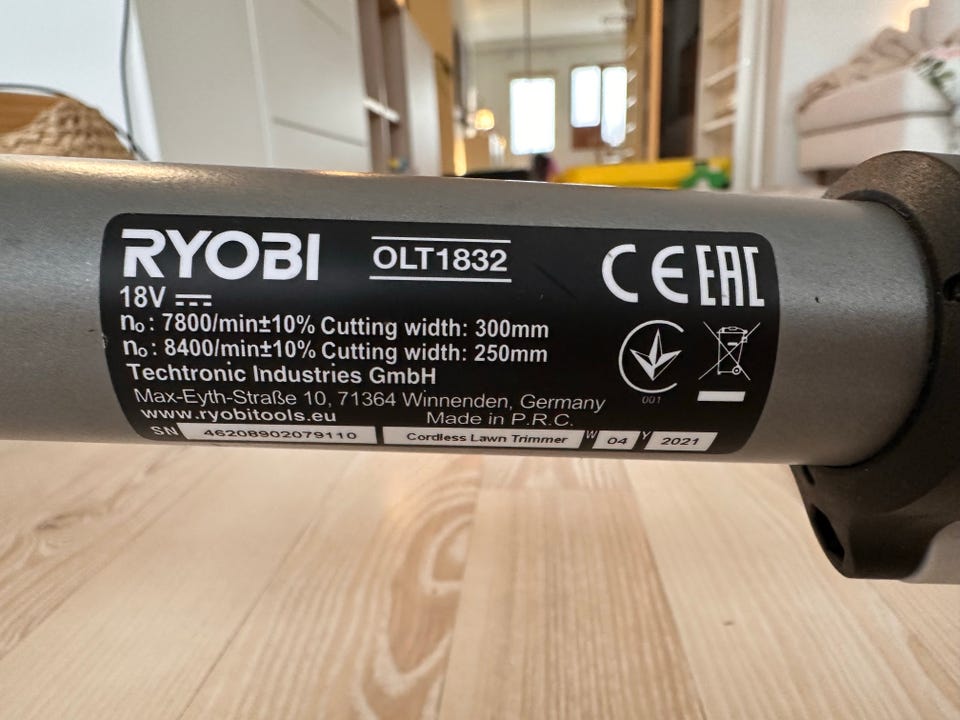 RYOBI OLT1832 CE EAC
18V
n₀: 7800/min±10% Cutting width: 300mm
n₀: 8400/min±10% Cutting width: 250mm
Techtronic Industries GmbH
Max-Eyth-Straße 10, 71364 Winnenden, Germany
www.ryobitools.eu Made in P.R.C.
001
SN 46208902079110 Cordless Lawn Trimmer W 04 Y 2021